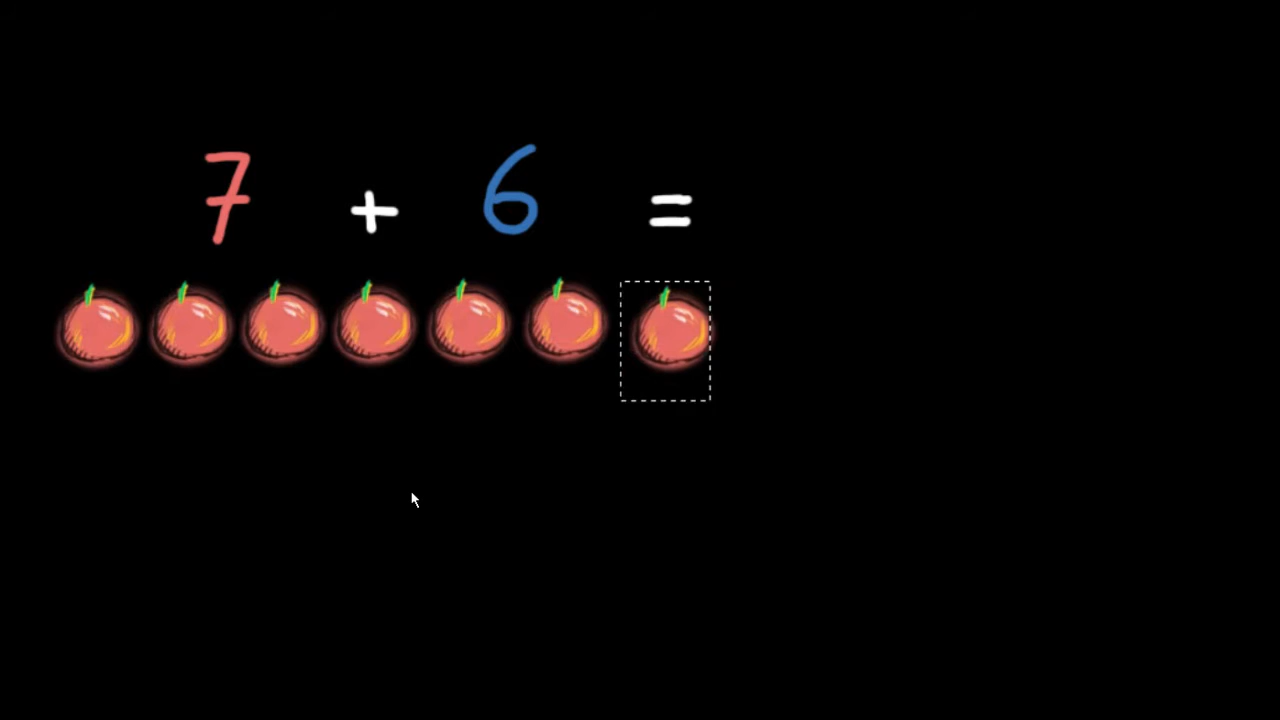 7 + 6 =